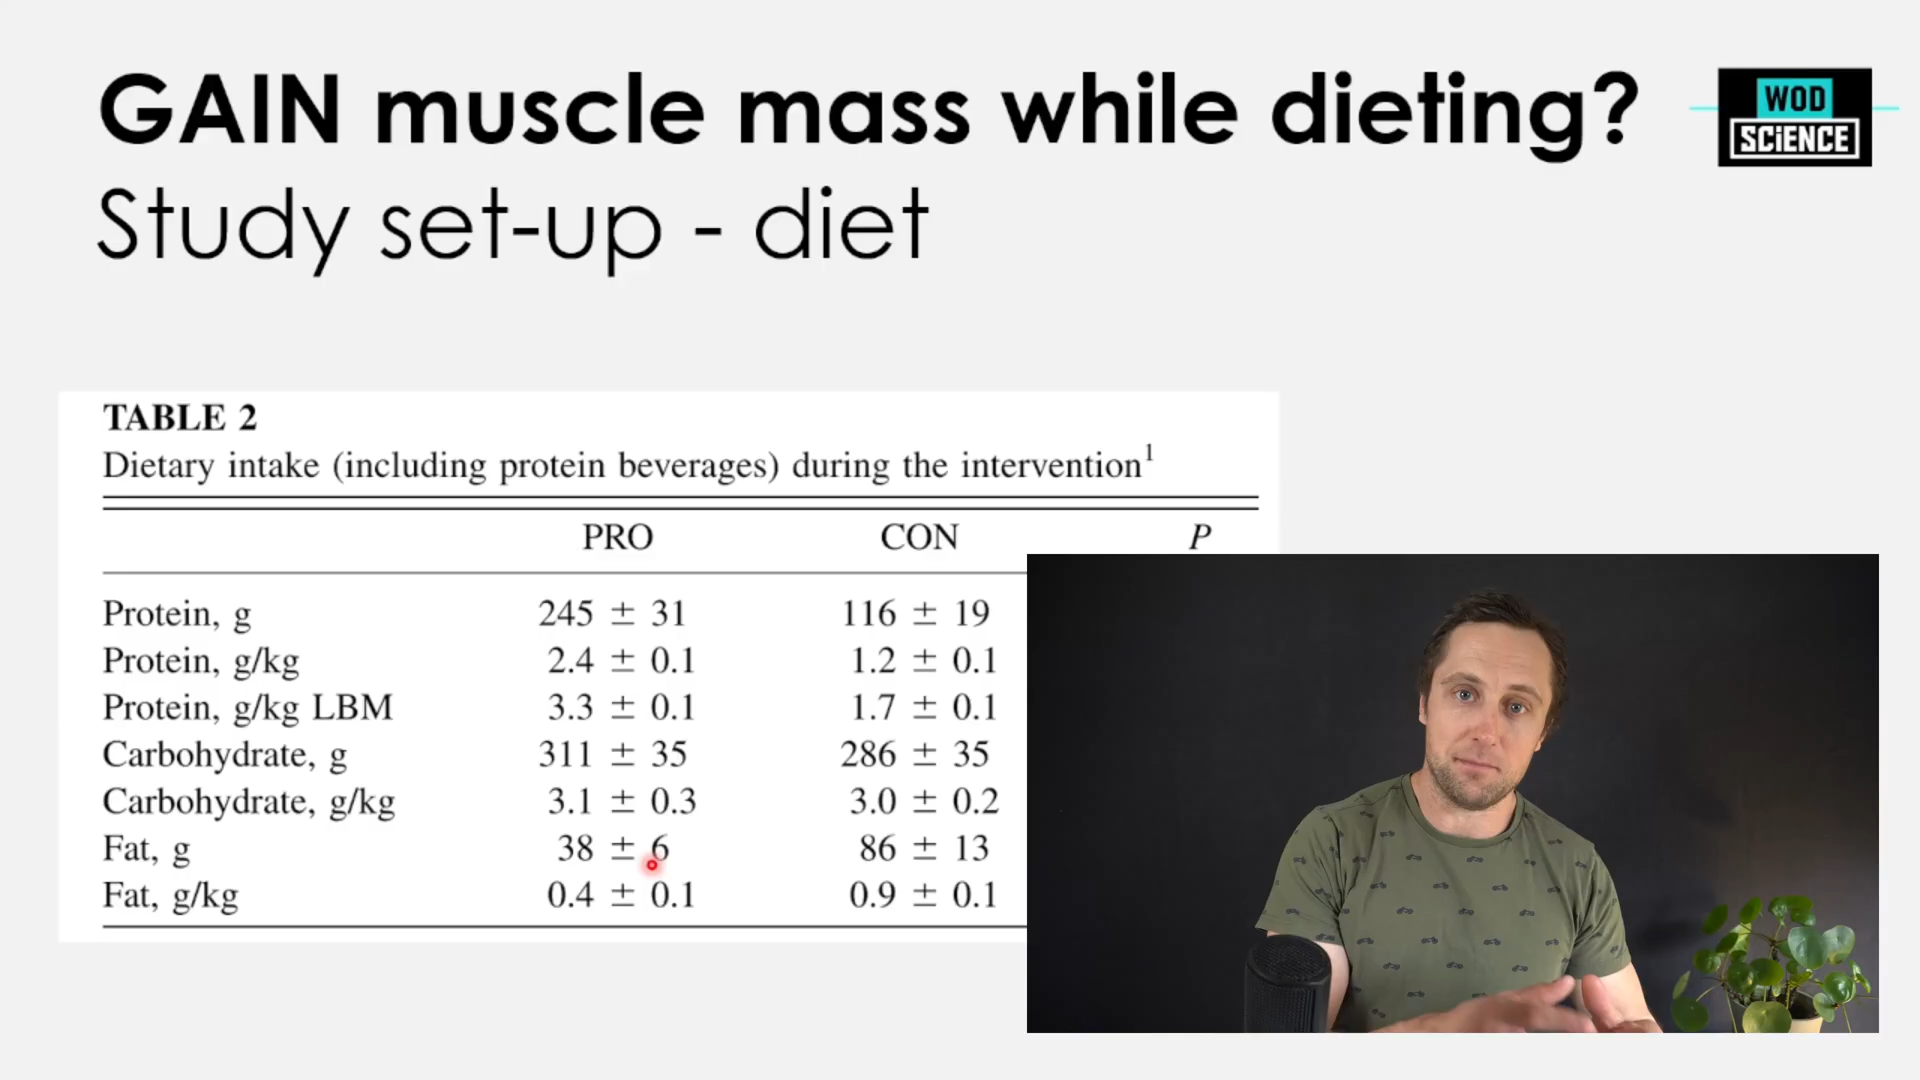 GAIN muscle mass while dieting?
Study set-up - diet
WOD
SCiENCE
TABLE 2
Dietary intake (including protein beverages) during the intervention¹
PRO CON P
Protein, g 245 ± 31 116 ± 19
Protein, g/kg 2.4 ± 0.1 1.2 ± 0.1
Protein, g/kg LBM 3.3 ± 0.1 1.7 ± 0.1
Carbohydrate, g 311 ± 35 286 ± 35
Carbohydrate, g/kg 3.1 ± 0.3 3.0 ± 0.2
Fat, g 38 ± 6 86 ± 13
Fat, g/kg 0.4 ± 0.1 0.9 ± 0.1